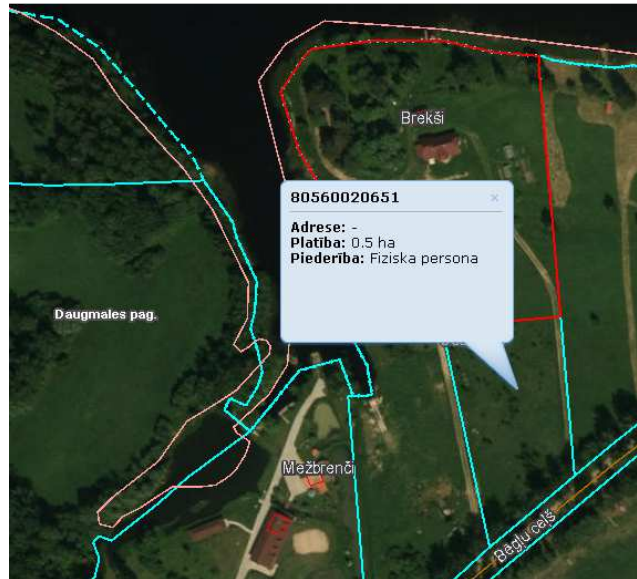 Brekši
80560020651
×
Adrese: -
Platība: 0.5 ha
Piederība: Fiziska persona
Daugmales pag.
Mežbrenči
Bēgļu ceļš